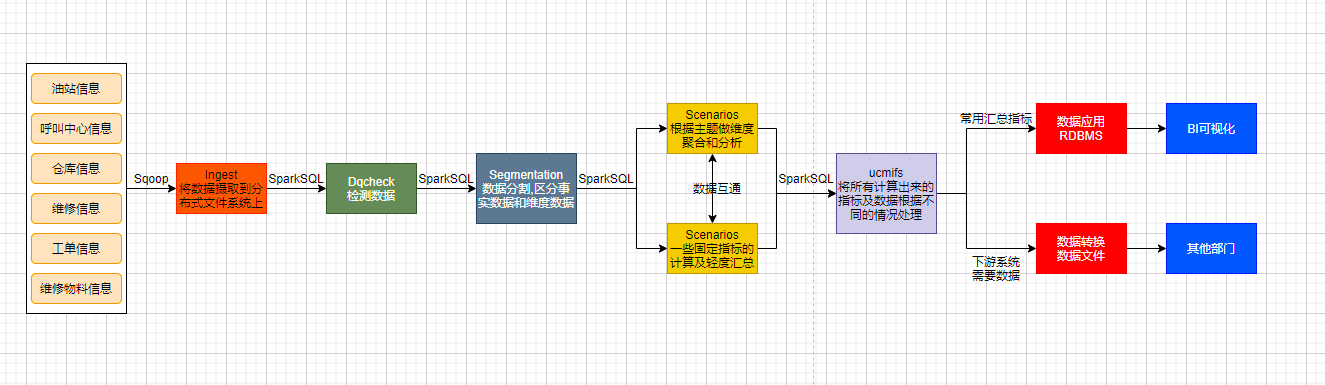 油站信息
呼叫中心信息
仓库信息
维修信息
工单信息
维修物料信息
Sqoop
Ingest
将数据摄取到分
布式文件系统上
SparkSQL
Dqcheck
检测数据
SparkSQL
Segmentation
数据分割,区分事
实数据和维度数据
SparkSQL
Scenarios
根据主题做维度
聚合和分析
数据互通
Scenarios
一些固定指标的
计算及轻度汇总
SparkSQL
ucmifs
将所有计算出来的
指标及数据根据不
同的情况处理
常用汇总指标
数据应用
RDBMS
BI可视化
下游系统
需要数据
数据转换
数据文件
其他部门